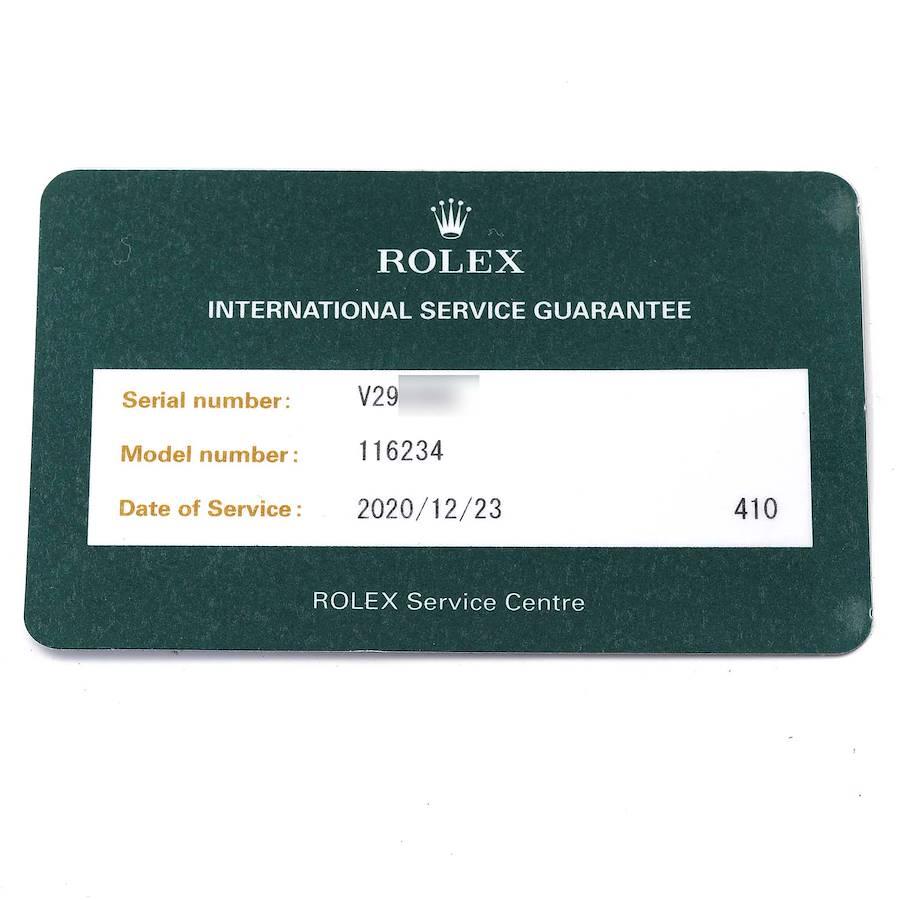 ROLEX
INTERNATIONAL SERVICE GUARANTEE
Serial number: V29
Model number: 116234
Date of Service: 2020/12/23 410
ROLEX Service Centre